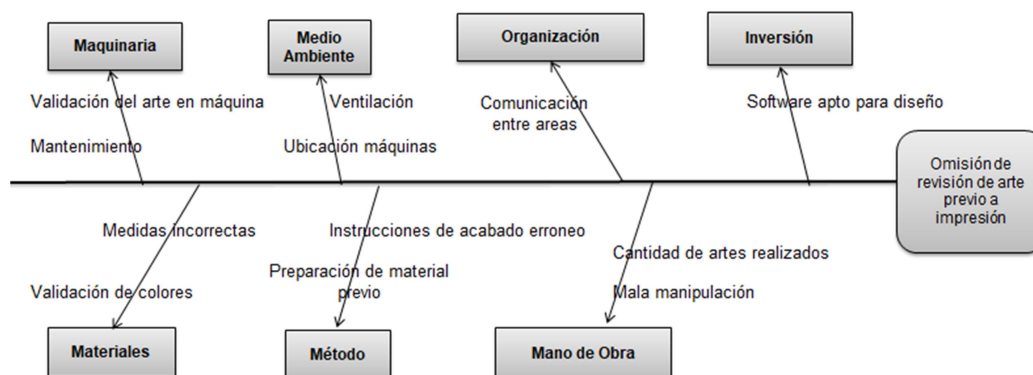 Maquinaria
Medio
Ambiente
Organización
Inversión
Validación del arte en máquina
Mantenimiento
Ventilación
Ubicación máquinas
Comunicación
entre areas
Software apto para diseño
Omisión de
revisión de arte
previo a
impresión
Medidas incorrectas
Validación de colores
Instrucciones de acabado erroneo
Preparación de material
previo
Cantidad de artes realizados
Mala manipulación
Materiales
Método
Mano de Obra